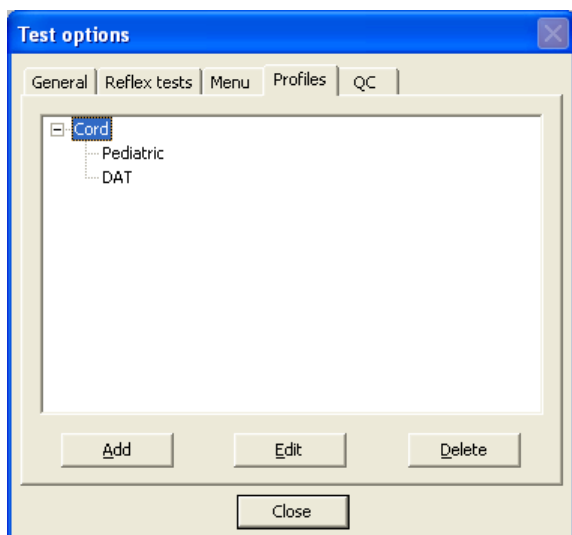 Test options
General Reflex tests Menu Profiles QC
Cord
Pediatric
DAT
Add Edit Delete
Close